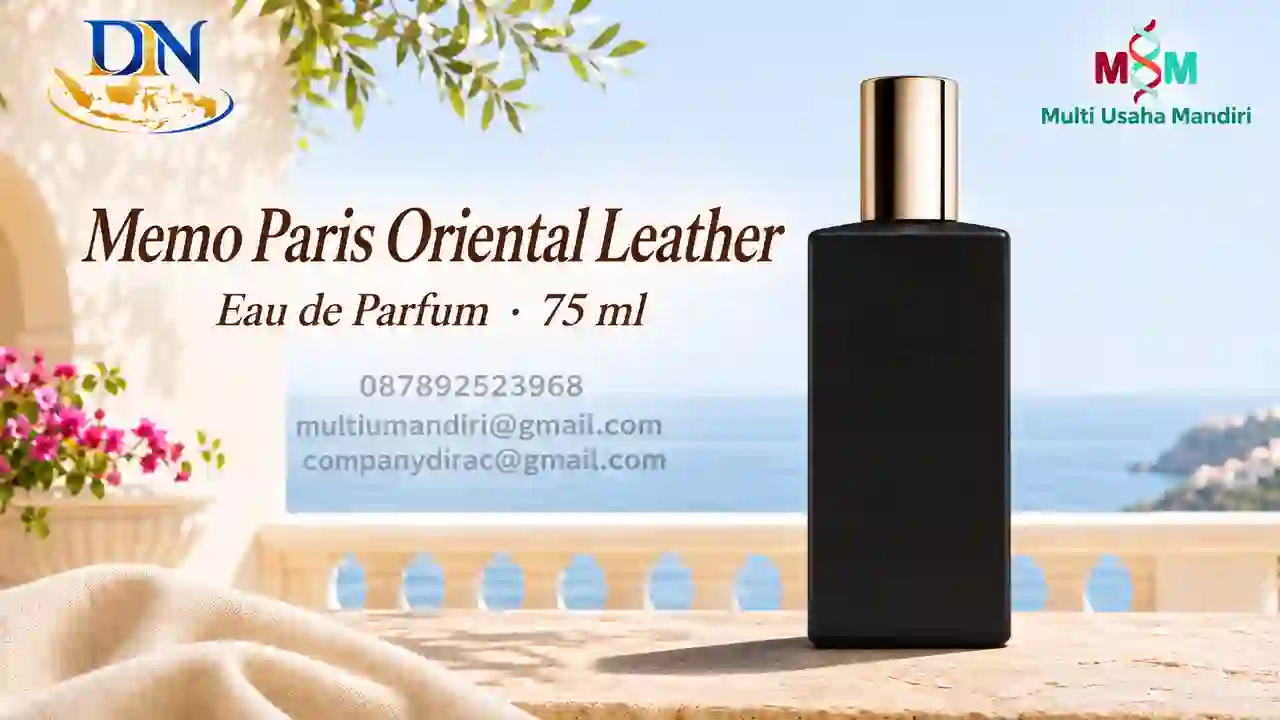 DN
MSM
Multi Usaha Mandiri
Memo Paris Oriental Leather
Eau de Parfum · 75 ml
087892523968
multiumandiri@gmail.com
companydirac@gmail.com